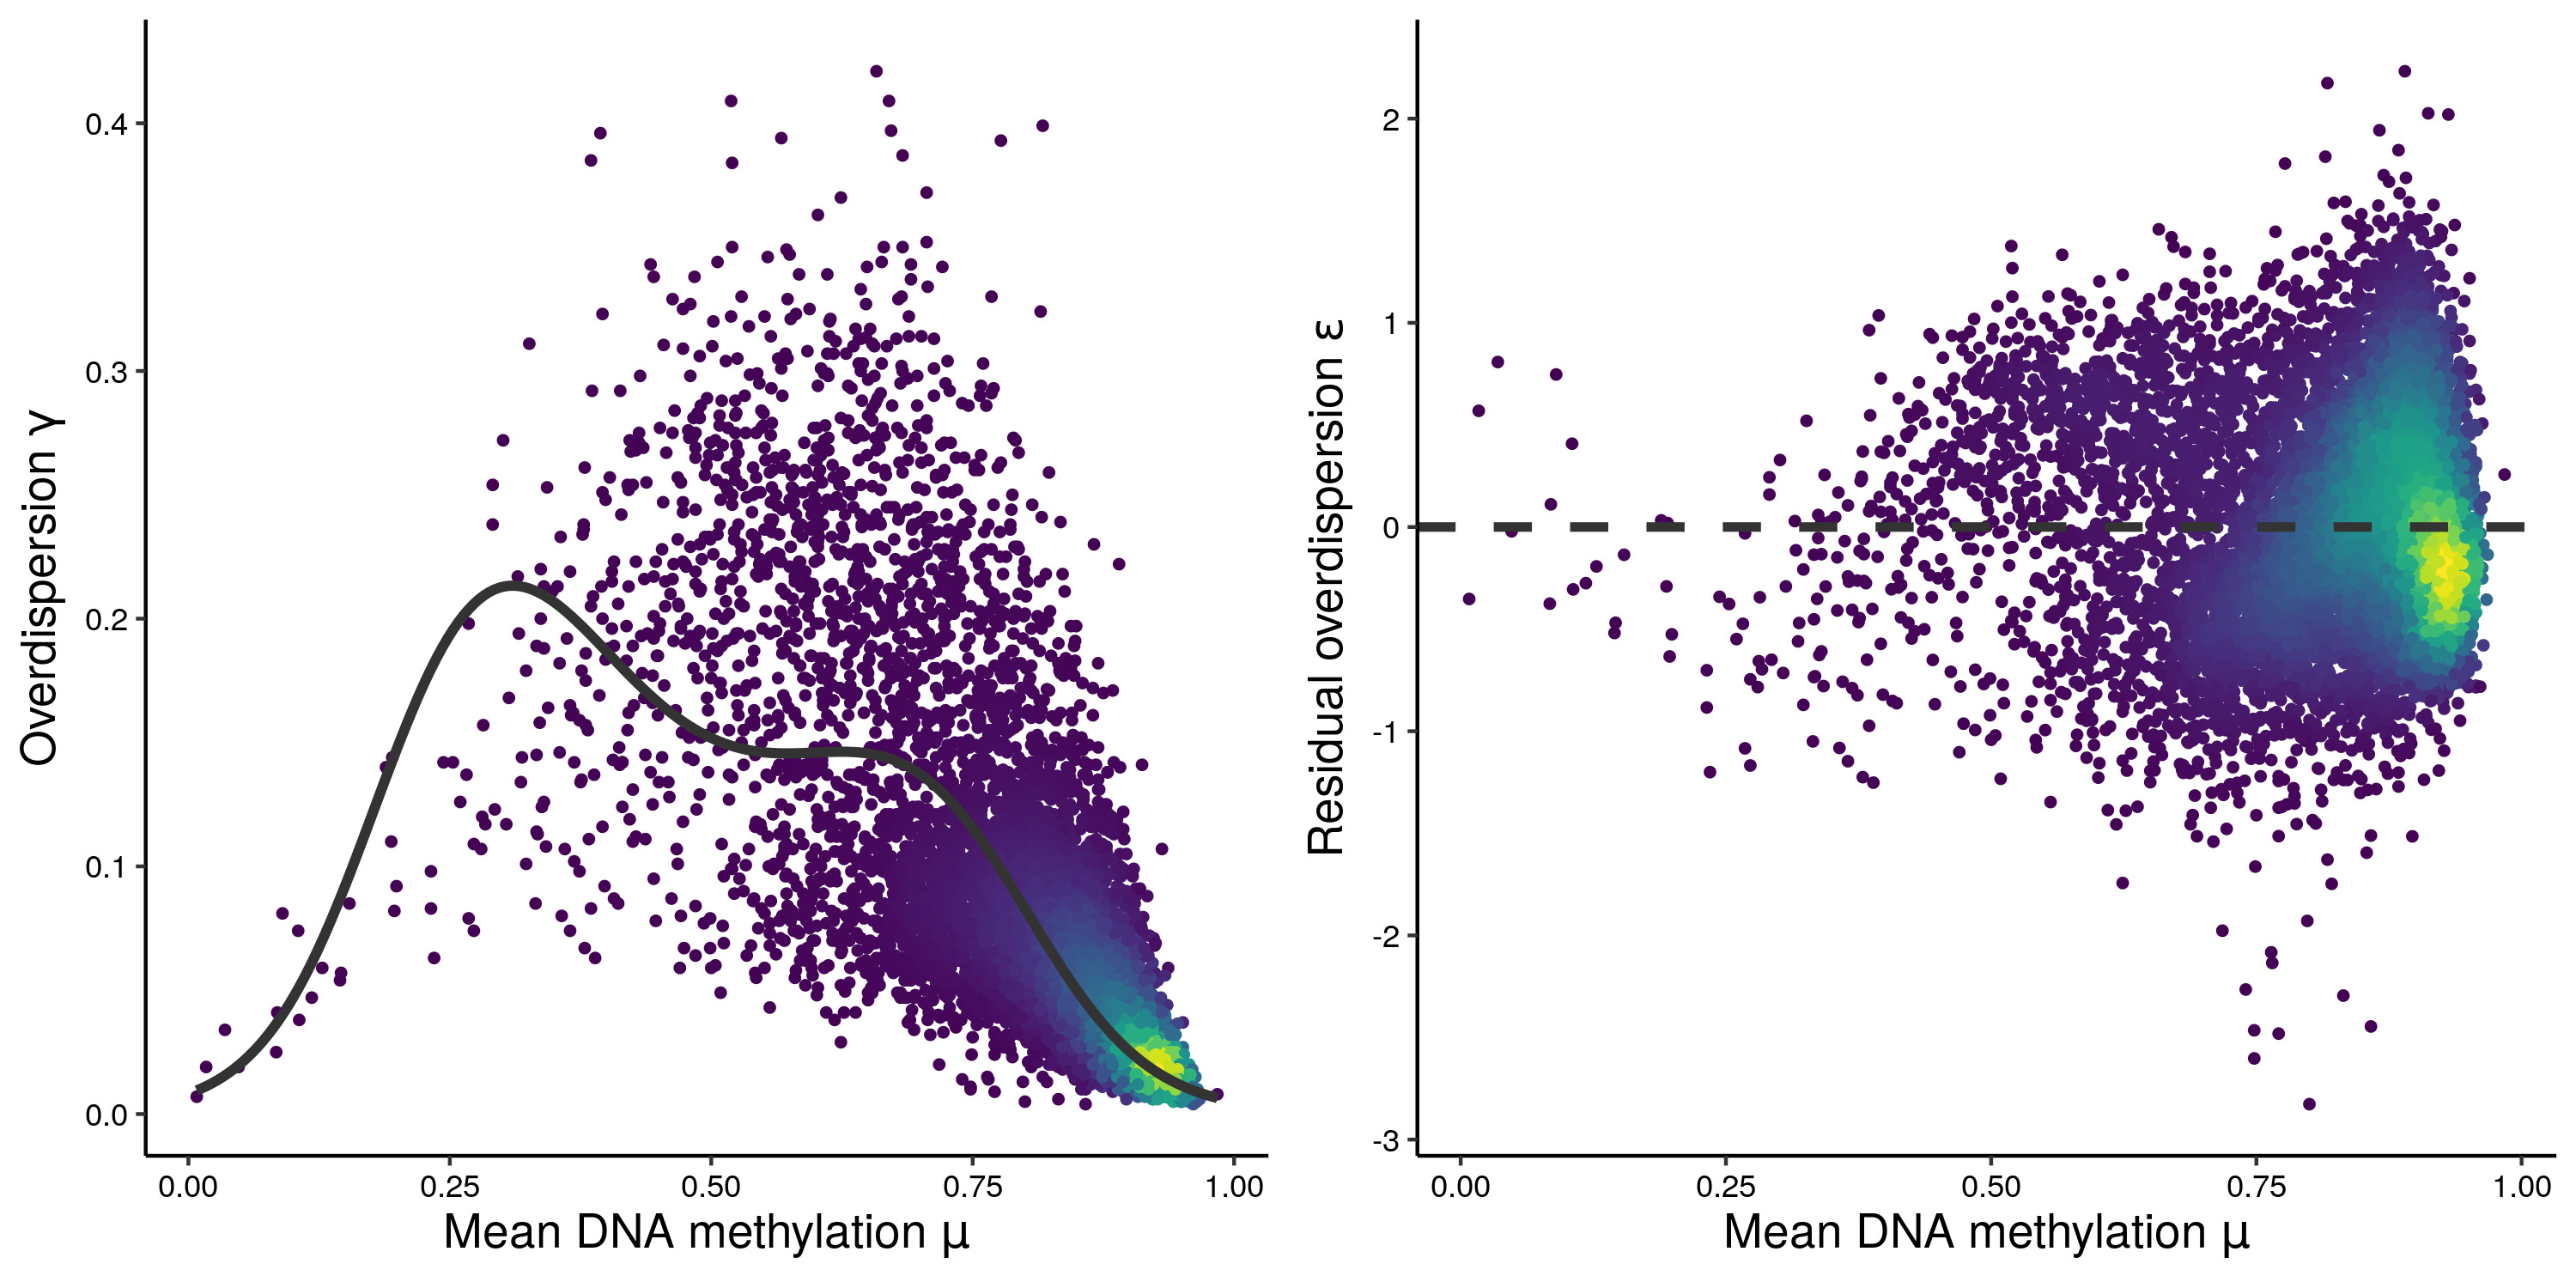 Overdispersion γ
0.4
0.3
0.2
0.1
0.0
0.00 0.25 0.50 0.75 1.00
Mean DNA methylation μ
Residual overdispersion ε
2
1
0
-1
-2
-3
0.00 0.25 0.50 0.75 1.00
Mean DNA methylation μ